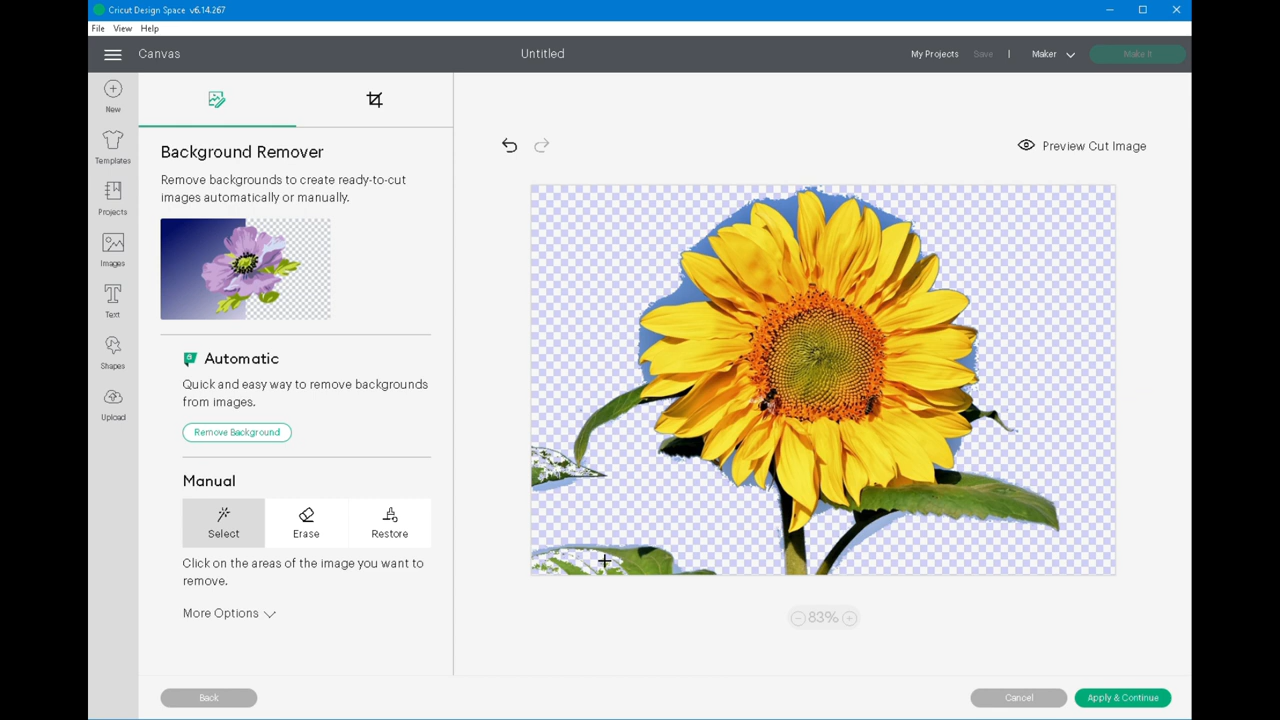 Cricut Design Space v6.14.267
File View Help
Canvas
Untitled
My Projects Save | Maker Make It
New
Templates
Projects
Images
Text
Shapes
Upload
Background Remover
Remove backgrounds to create ready-to-cut
images automatically or manually.
Automatic
Quick and easy way to remove backgrounds
from images.
Remove Background
Manual
Select Erase Restore
Click on the areas of the image you want to
remove.
More Options
Preview Cut Image
83%
Back
Cancel
Apply & Continue